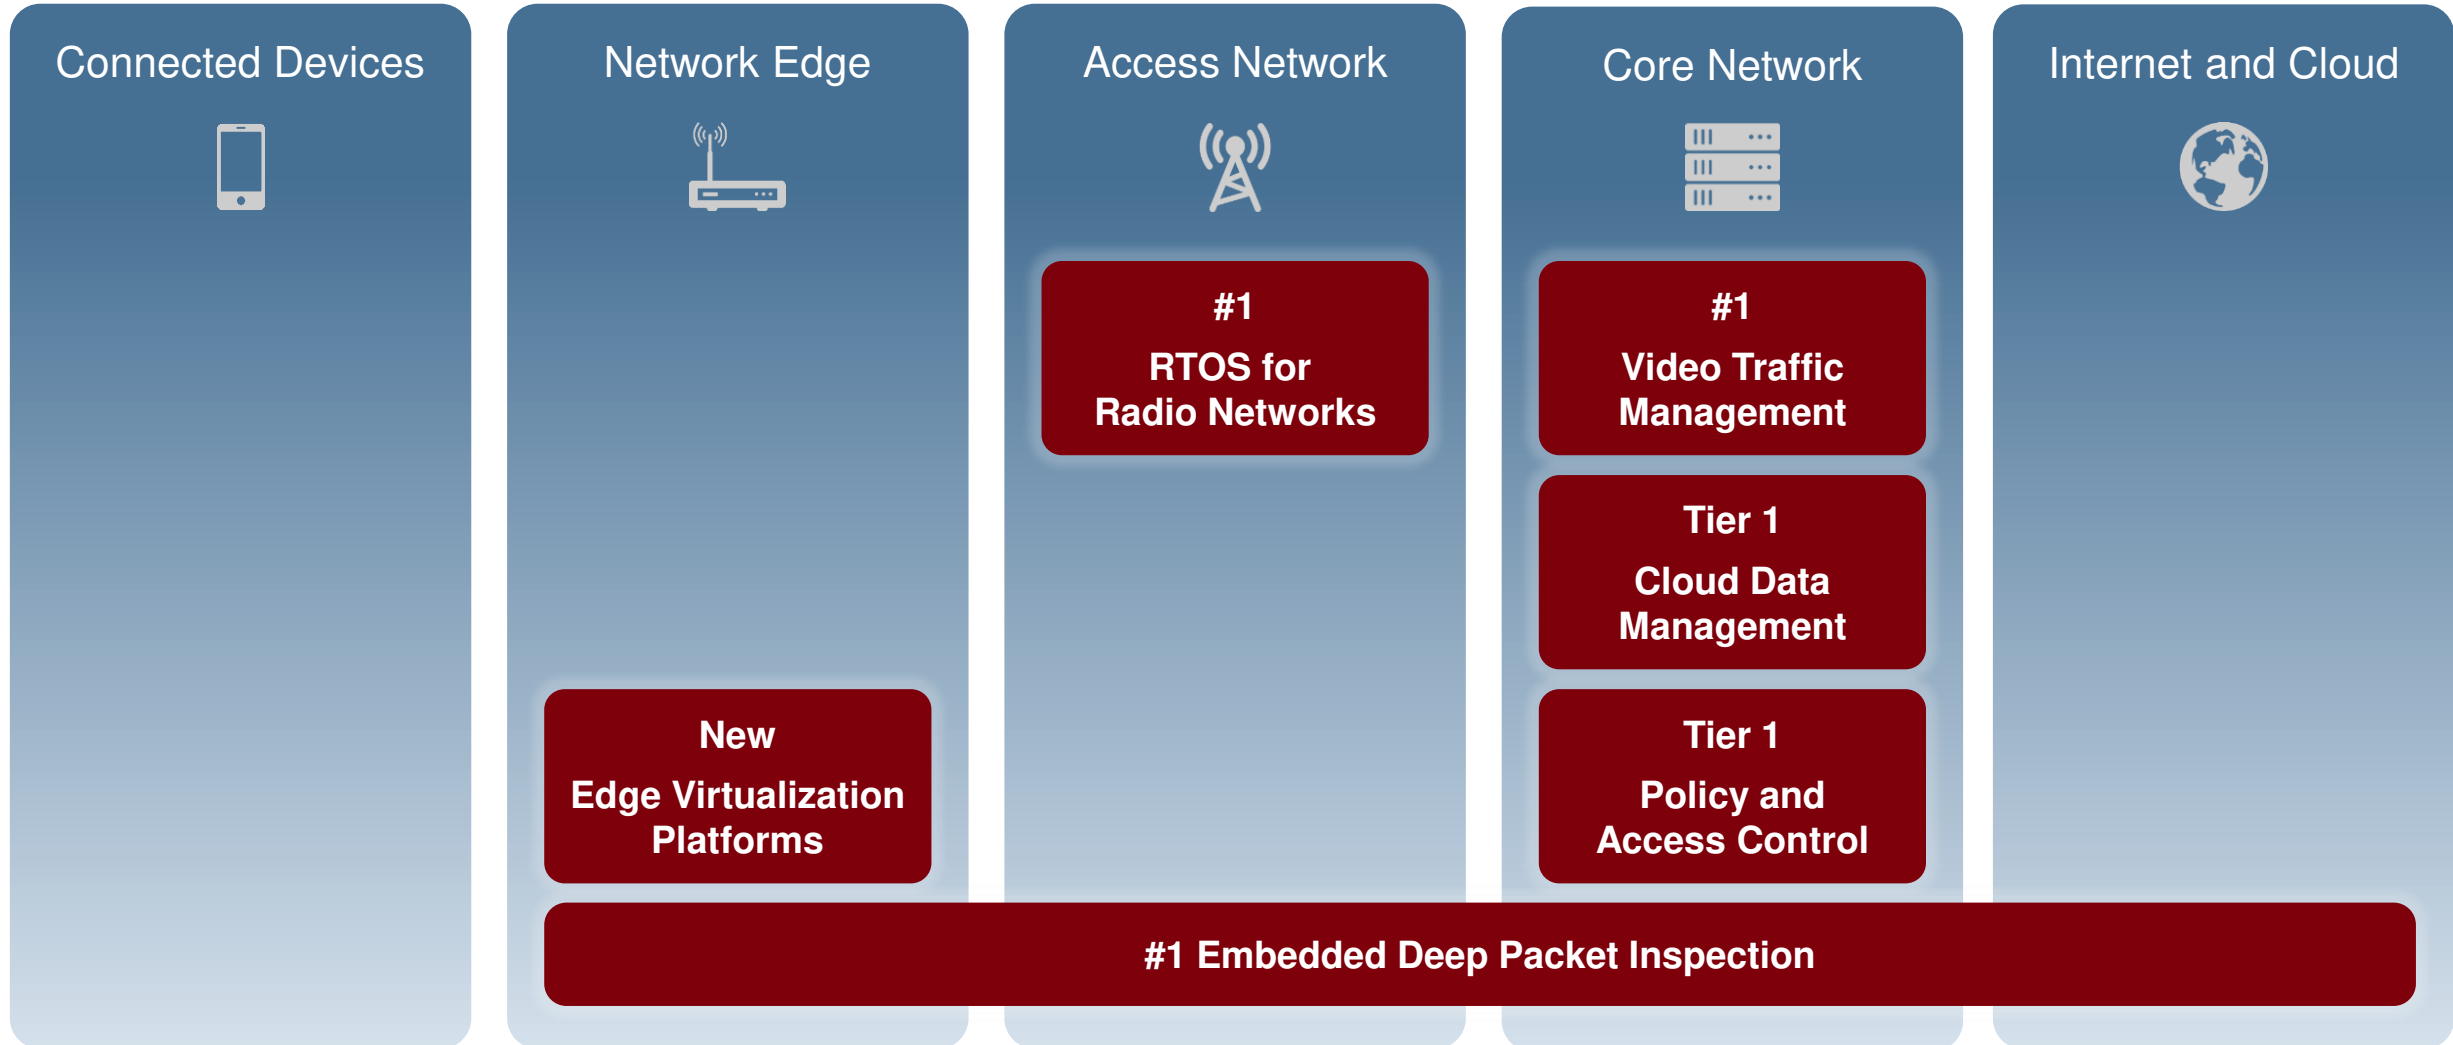 Connected Devices
Network Edge
Access Network
Core Network
Internet and Cloud
#1
RTOS for
Radio Networks
#1
Video Traffic
Management
Tier 1
Cloud Data
Management
New
Edge Virtualization
Platforms
Tier 1
Policy and
Access Control
#1 Embedded Deep Packet Inspection